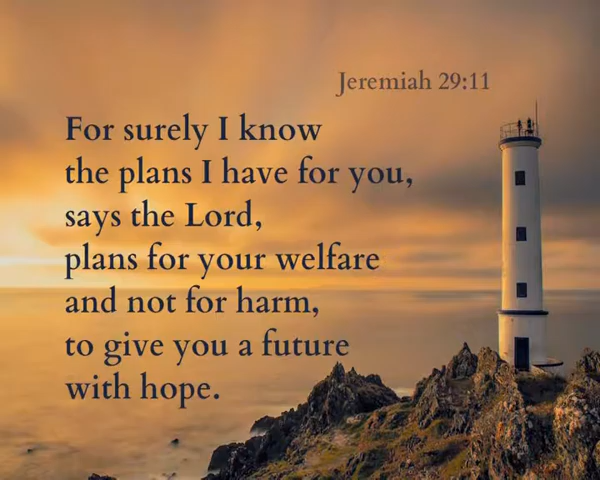 Jeremiah 29:11
For surely I know
the plans I have for you,
says the Lord,
plans for your welfare
and not for harm,
to give you a future
with hope.